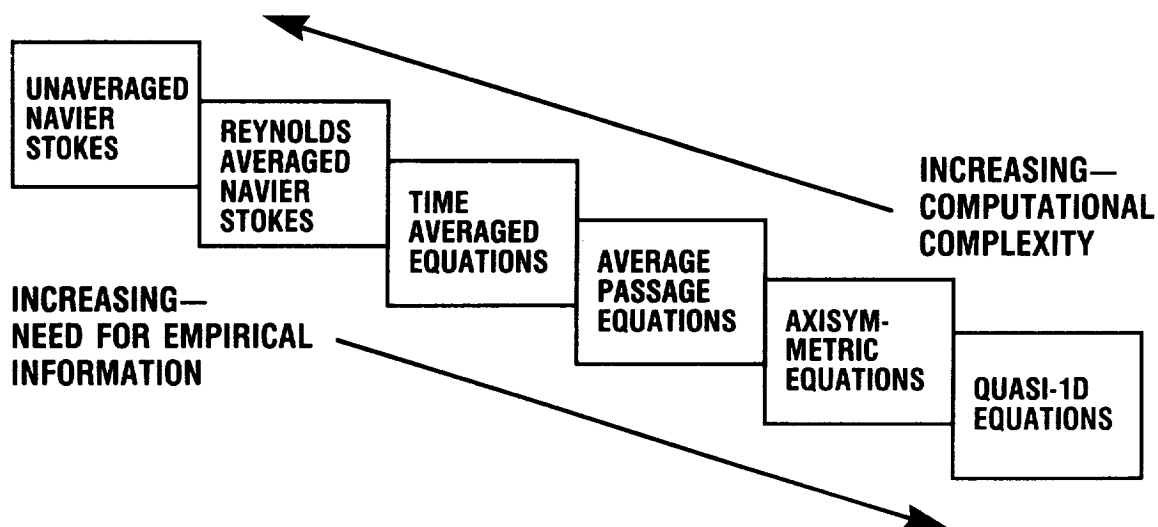 UNAVERAGED
NAVIER
STOKES
REYNOLDS
AVERAGED
NAVIER
STOKES
TIME
AVERAGED
EQUATIONS
AVERAGE
PASSAGE
EQUATIONS
AXISYM-
METRIC
EQUATIONS
QUASI-1D
EQUATIONS
INCREASING—
COMPUTATIONAL
COMPLEXITY
INCREASING—
NEED FOR EMPIRICAL
INFORMATION